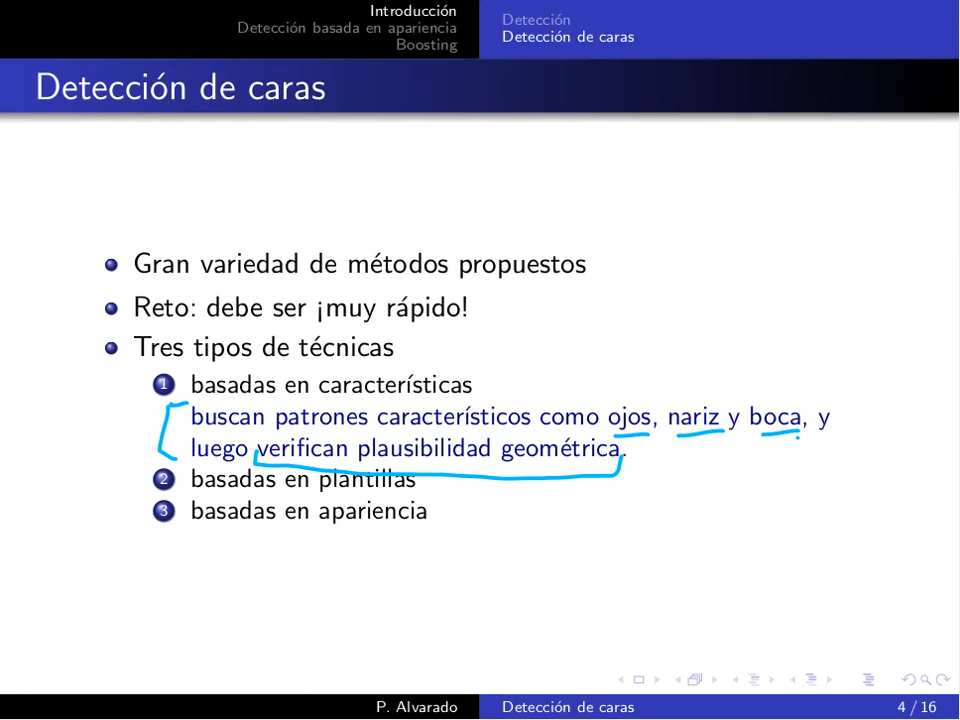 Introducción
Detección basada en apariencia
Boosting
Detección
Detección de caras
Detección de caras
Gran variedad de métodos propuestos
Reto: debe ser ¡muy rápido!
Tres tipos de técnicas
1 basadas en características
buscan patrones característicos como ojos, nariz y boca, y
luego verifican plausibilidad geométrica.
2 basadas en plantillas
3 basadas en apariencia
P. Alvarado
Detección de caras
4 / 16